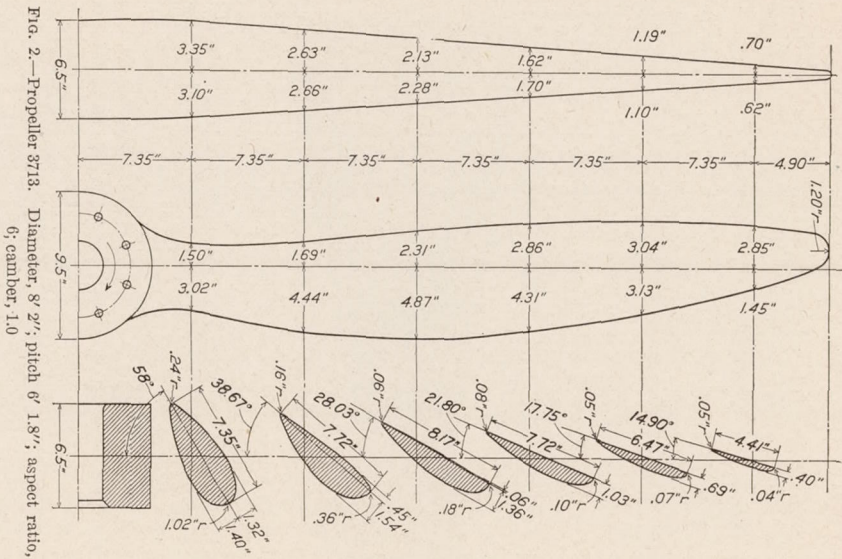 FIG. 2.—Propeller 3713. Diameter, 8′ 2″; pitch 6′ 1.8″; aspect ratio,
6; camber, 1.0
3.35″ 2.63″ 2.13″ 1.62″ 1.19″ .70″
6.5″
3.10″ 2.66″ 2.28″ 1.70″ 1.10″ .62″
7.35″ 7.35″ 7.35″ 7.35″ 7.35″ 7.35″ 4.90″
1.20″r
1.50″ 1.69″ 2.31″ 2.86″ 3.04″ 2.85″
9.5″
3.02″ 4.44″ 4.87″ 4.31″ 3.13″ 1.45″
6.5″
58°
.24″r
7.35″
1.02″r
1.40″
.32″
38.67°
.16″r
7.72″
.36″r
1.54″
.45″
28.03°
.06″r
8.17″
.18″r
1.36″
.06″
21.80°
.08″r
7.72″
.10″r
1.03″
17.75°
.05″r
6.47″
.07″r
.69″
14.90°
.05″r
4.41″
.04″r
.40″